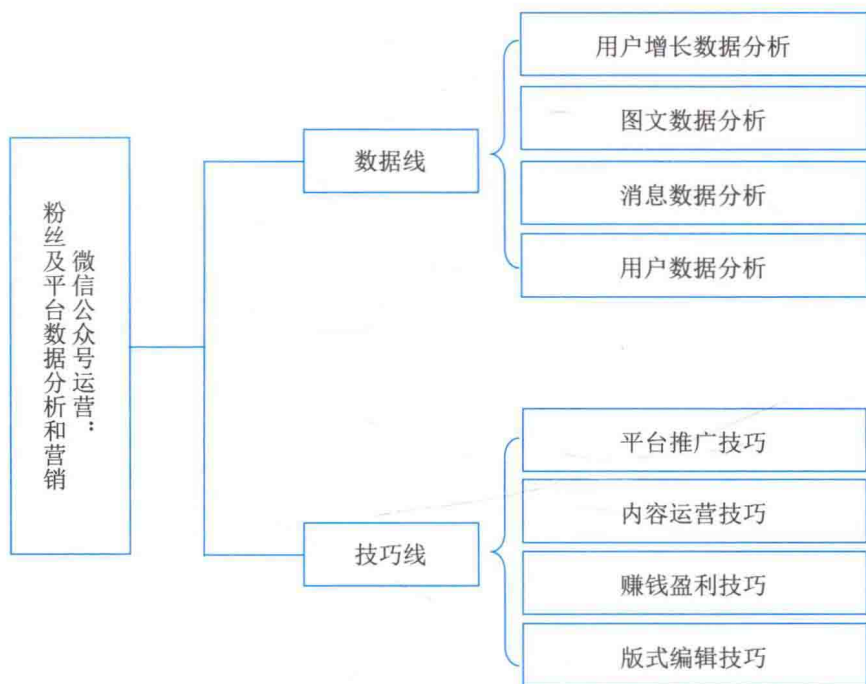 微信公众号运营：
粉丝及平台数据分析和营销
数据线
用户增长数据分析
图文数据分析
消息数据分析
用户数据分析
技巧线
平台推广技巧
内容运营技巧
赚钱盈利技巧
版式编辑技巧